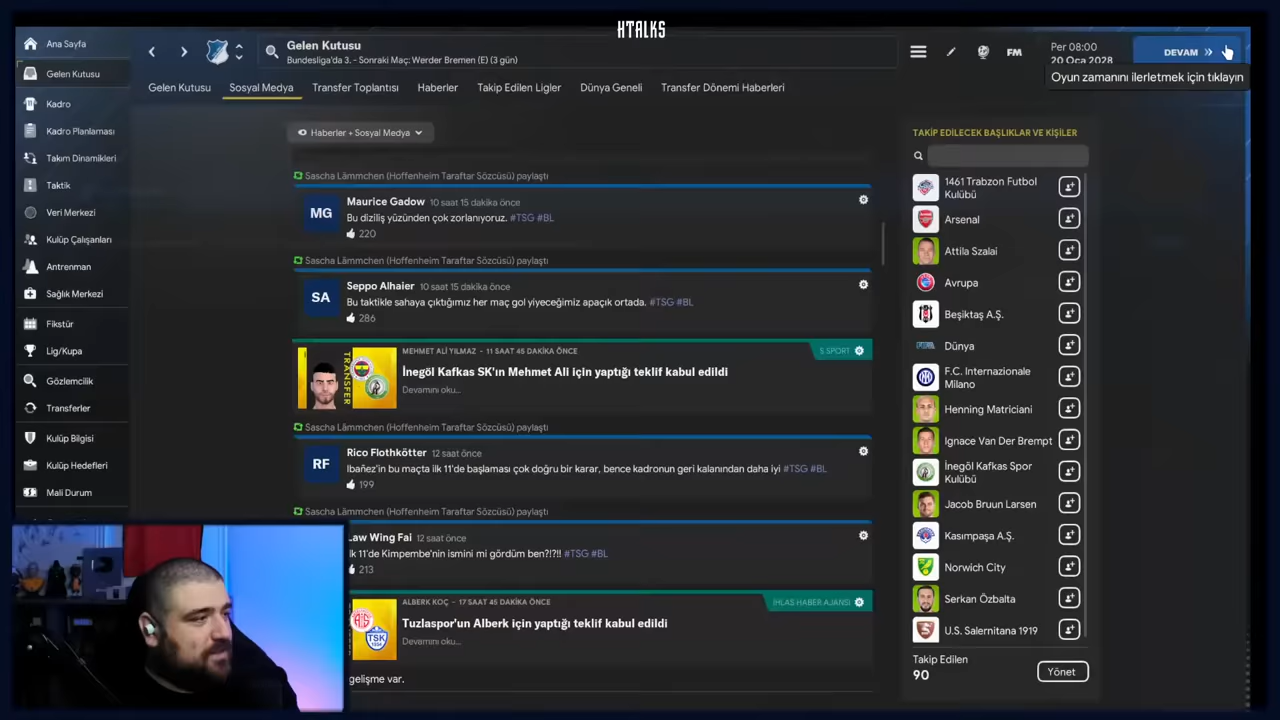 HTALKS
Ana Sayfa
Gelen Kutusu
Kadro
Kadro Planlaması
Takım Dinamikleri
Taktik
Veri Merkezi
Kulüp Çalışanları
Antrenman
Sağlık Merkezi
Fikstür
Lig/Kupa
Gözlemcilik
Transferler
Kulüp Bilgisi
Kulüp Hedefleri
Mali Durum
Gelen Kutusu
Bundesliga'da 3. - Sonraki Maç: Werder Bremen (E) (3 gün)
FM
Per 08:00
20 Oca 2028
DEVAM
Oyun zamanını ilerletmek için tıklayın
Gelen Kutusu
Sosyal Medya
Transfer Toplantısı
Haberler
Takip Edilen Ligler
Dünya Geneli
Transfer Dönemi Haberleri
Haberler + Sosyal Medya
Sascha Lämmchen (Hoffenheim Taraftar Sözcüsü) paylaştı
MG
Maurice Gadow 10 saat 15 dakika önce
Bu diziliş yüzünden çok zorlanıyoruz. #TSG #BL
220
Sascha Lämmchen (Hoffenheim Taraftar Sözcüsü) paylaştı
SA
Seppo Alhaier 10 saat 15 dakika önce
Bu taktikle sahaya çıktığımız her maç gol yiyeceğimiz apaçık ortada. #TSG #BL
286
TRANSFER
MEHMET ALİ YILMAZ - 11 SAAT 45 DAKİKA ÖNCE
S SPORT
İnegöl Kafkas SK'ın Mehmet Ali için yaptığı teklif kabul edildi
Devamını oku...
Sascha Lämmchen (Hoffenheim Taraftar Sözcüsü) paylaştı
RF
Rico Flothkötter 12 saat önce
Ibañez'in bu maçta ilk 11'de başlaması çok doğru bir karar, bence kadronun geri kalanından daha iyi #TSG #BL
199
Sascha Lämmchen (Hoffenheim Taraftar Sözcüsü) paylaştı
Law Wing Fai 12 saat önce
İlk 11'de Kimpembe'nin ismini mi gördüm ben?!?!! #TSG #BL
213
ALBERK KOÇ - 17 SAAT 45 DAKİKA ÖNCE
İHLAS HABER AJANSI
TSK
Tuzlaspor'un Alberk için yaptığı teklif kabul edildi
Devamını oku...
gelişme var.
TAKİP EDİLECEK BAŞLIKLAR VE KİŞİLER
1461 Trabzon Futbol
Kulübü
Arsenal
Attila Szalai
Avrupa
Beşiktaş A.Ş.
Dünya
F.C. Internazionale
Milano
Henning Matriciani
Ignace Van Der Brempt
İnegöl Kafkas Spor
Kulübü
Jacob Bruun Larsen
Kasımpaşa A.Ş.
Norwich City
Serkan Özbalta
U.S. Salernitana 1919
Takip Edilen
90
Yönet